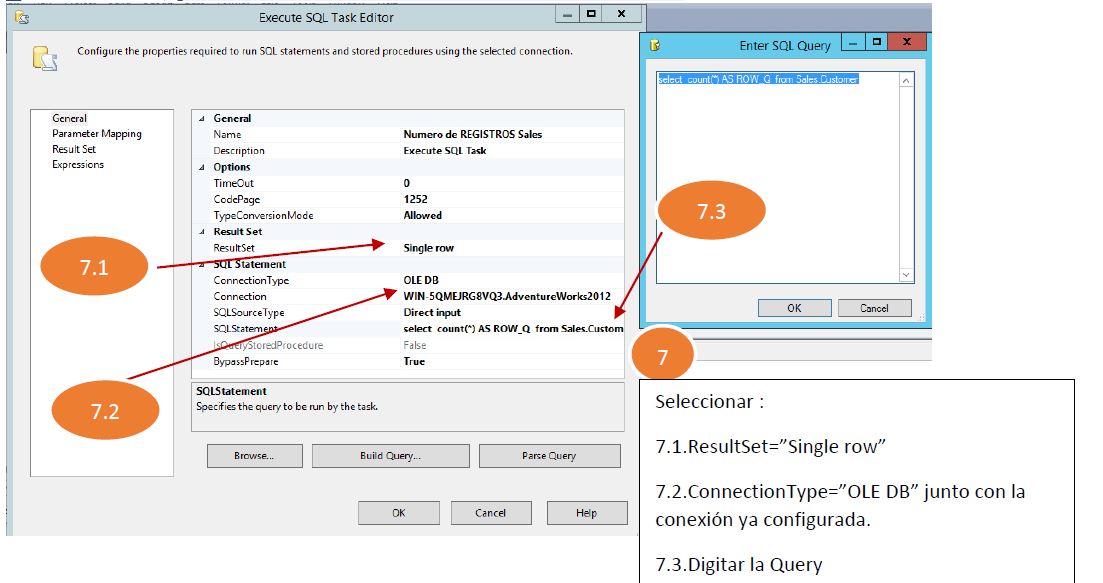 Execute SQL Task Editor
Configure the properties required to run SQL statements and stored procedures using the selected connection.
General
Parameter Mapping
Result Set
Expressions
General
Name Numero de REGISTROS Sales
Description Execute SQL Task
Options
TimeOut 0
CodePage 1252
TypeConversionMode Allowed
Result Set
ResultSet Single row
SQL Statement
ConnectionType OLE DB
Connection WIN-5QMEJRG8VQ3.AdventureWorks2012
SQLSourceType Direct input
SQLStatement select count(*) AS ROW_Q from Sales.Custom
IsQueryStoredProcedure False
BypassPrepare True
SQLStatement
Specifies the query to be run by the task.
Browse...
Build Query...
Parse Query
OK
Cancel
Help
7.1
7.2
Enter SQL Query
select count(*) AS ROW_Q from Sales.Customer
7.3
OK
Cancel
7
Seleccionar :
7.1.ResultSet=”Single row”
7.2.ConnectionType=”OLE DB” junto con la
conexión ya configurada.
7.3.Digitar la Query